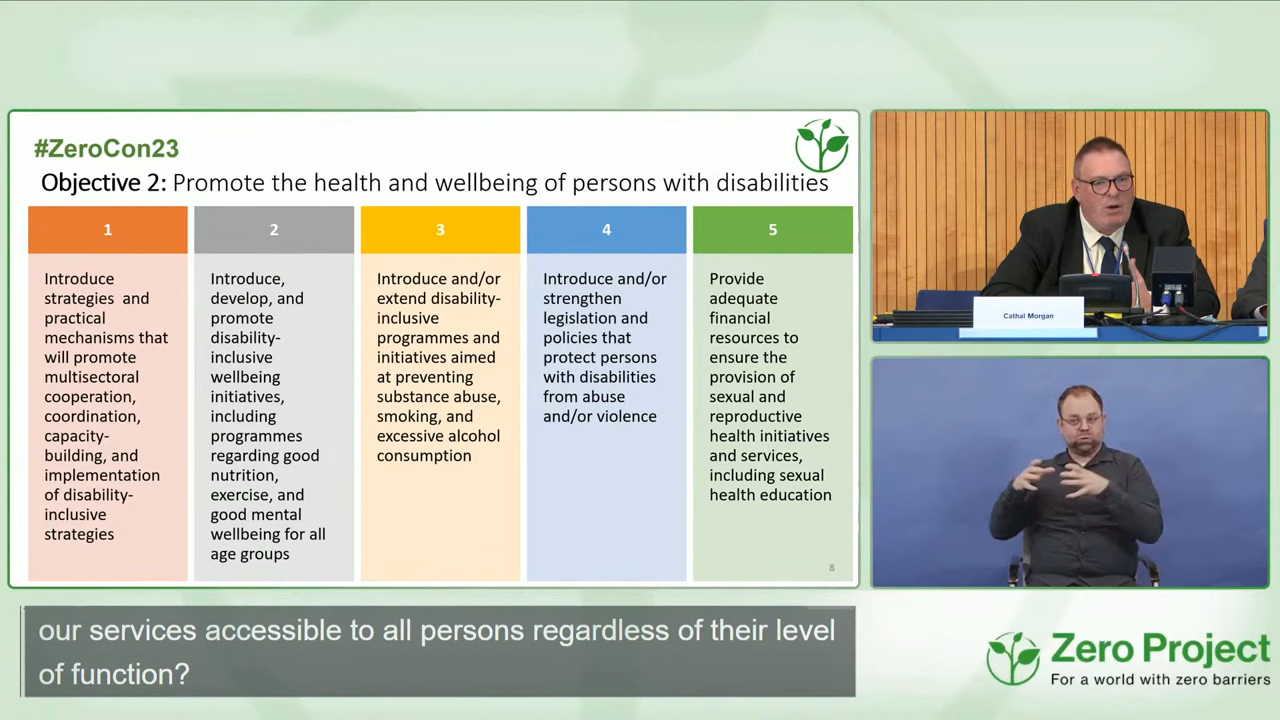 #ZeroCon23
Objective 2: Promote the health and wellbeing of persons with disabilities
1
Introduce
strategies and
practical
mechanisms that
will promote
multisectoral
cooperation,
coordination,
capacity-
building, and
implementation
of disability-
inclusive
strategies
2
Introduce,
develop, and
promote
disability-
inclusive
wellbeing
initiatives,
including
programmes
regarding good
nutrition,
exercise, and
good mental
wellbeing for all
age groups
3
Introduce and/or
extend disability-
inclusive
programmes and
initiatives aimed
at preventing
substance abuse,
smoking, and
excessive alcohol
consumption
4
Introduce and/or
strengthen
legislation and
policies that
protect persons
with disabilities
from abuse
and/or violence
5
Provide
adequate
financial
resources to
ensure the
provision of
sexual and
reproductive
health initiatives
and services,
including sexual
health education
8
Cathal Morgan
our services accessible to all persons regardless of their level
of function?
Zero Project
For a world with zero barriers